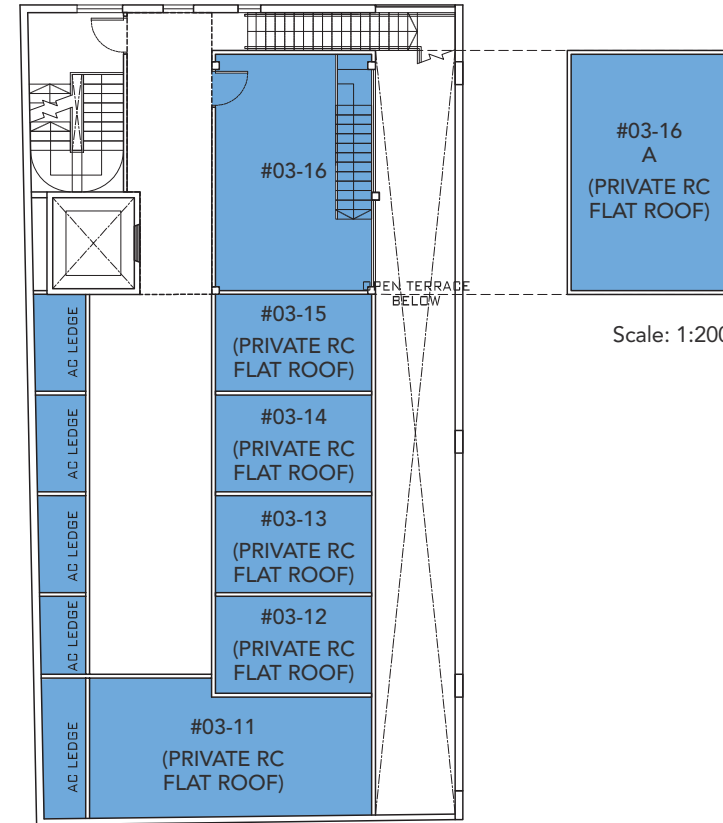 #03-16
#03-16
A
(PRIVATE RC
FLAT ROOF)
OPEN TERRACE
BELOW
Scale: 1:200
AC LEDGE
#03-15
(PRIVATE RC
FLAT ROOF)
AC LEDGE
#03-14
(PRIVATE RC
FLAT ROOF)
AC LEDGE
#03-13
(PRIVATE RC
FLAT ROOF)
AC LEDGE
#03-12
(PRIVATE RC
FLAT ROOF)
AC LEDGE
#03-11
(PRIVATE RC
FLAT ROOF)